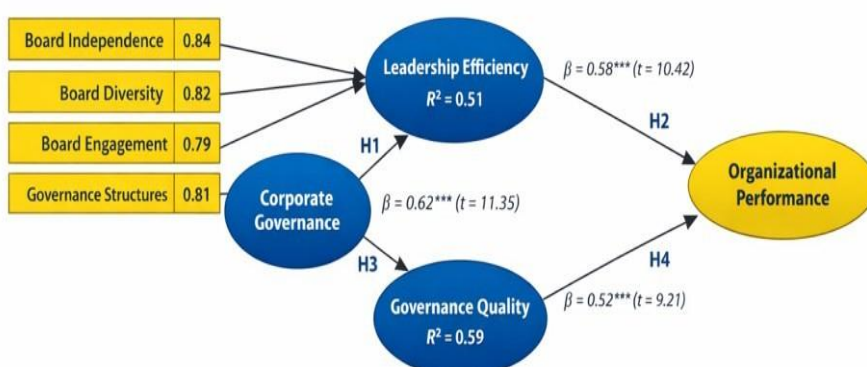 Board Independence 0.84
Board Diversity 0.82
Board Engagement 0.79
Governance Structures 0.81
Leadership Efficiency
R² = 0.51
β = 0.58*** (t = 10.42)
H1
H2
Corporate
Governance
β = 0.62*** (t = 11.35)
Organizational
Performance
H3
H4
Governance Quality
R² = 0.59
β = 0.52*** (t = 9.21)